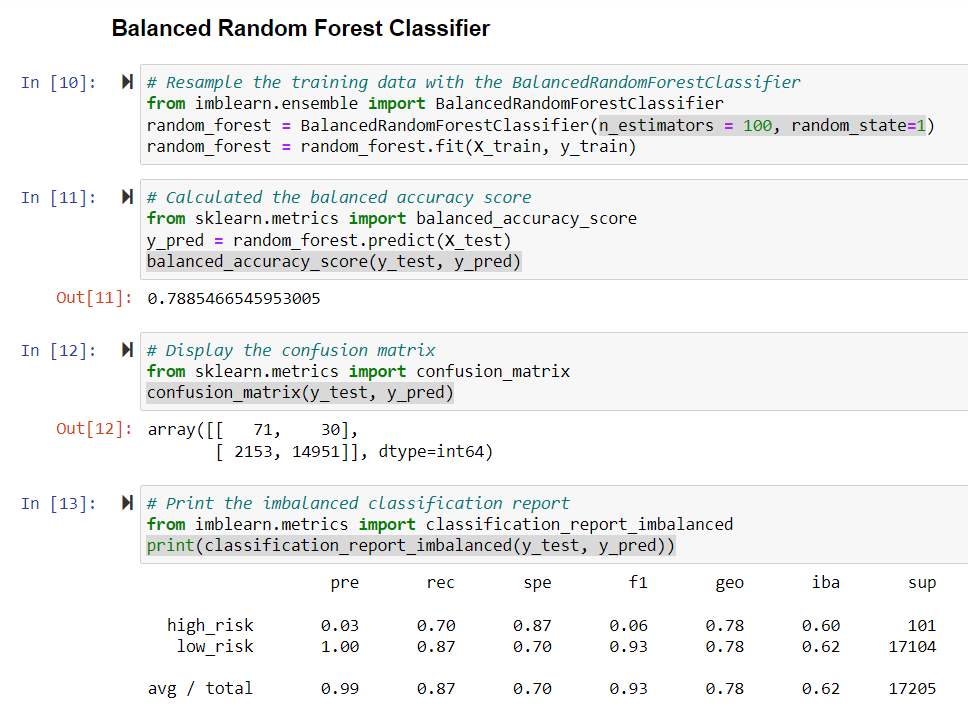 Balanced Random Forest Classifier
In [10]: # Resample the training data with the BalancedRandomForestClassifier
from imblearn.ensemble import BalancedRandomForestClassifier
random_forest = BalancedRandomForestClassifier(n_estimators = 100, random_state=1)
random_forest = random_forest.fit(X_train, y_train)
In [11]: # Calculated the balanced accuracy score
from sklearn.metrics import balanced_accuracy_score
y_pred = random_forest.predict(X_test)
balanced_accuracy_score(y_test, y_pred)
Out[11]: 0.7885466545953005
In [12]: # Display the confusion matrix
from sklearn.metrics import confusion_matrix
confusion_matrix(y_test, y_pred)
Out[12]: array([[   71,    30],
       [ 2153, 14951]], dtype=int64)
In [13]: # Print the imbalanced classification report
from imblearn.metrics import classification_report_imbalanced
print(classification_report_imbalanced(y_test, y_pred))
pre rec spe f1 geo iba sup
high_risk 0.03 0.70 0.87 0.06 0.78 0.60 101
low_risk 1.00 0.87 0.70 0.93 0.78 0.62 17104
avg / total 0.99 0.87 0.70 0.93 0.78 0.62 17205